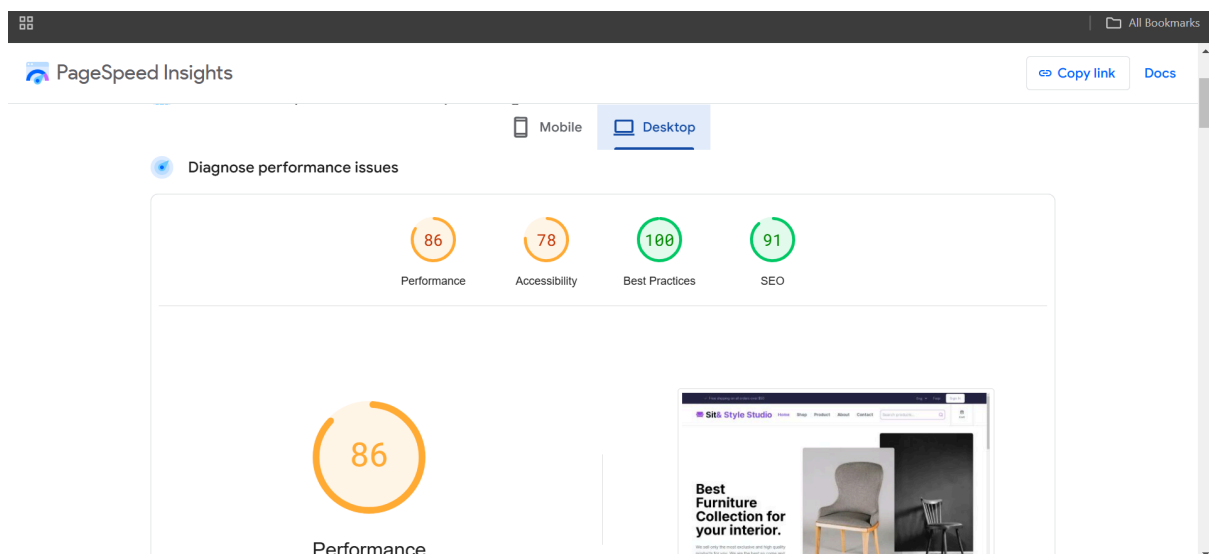 All Bookmarks
PageSpeed Insights
Copy link
Docs
Mobile
Desktop
Diagnose performance issues
86
78
100
91
Performance
Accessibility
Best Practices
SEO
86
Performance
Sit& Style Studio
Home Shop Product About Contact
Best
Furniture
Collection for
your interior.